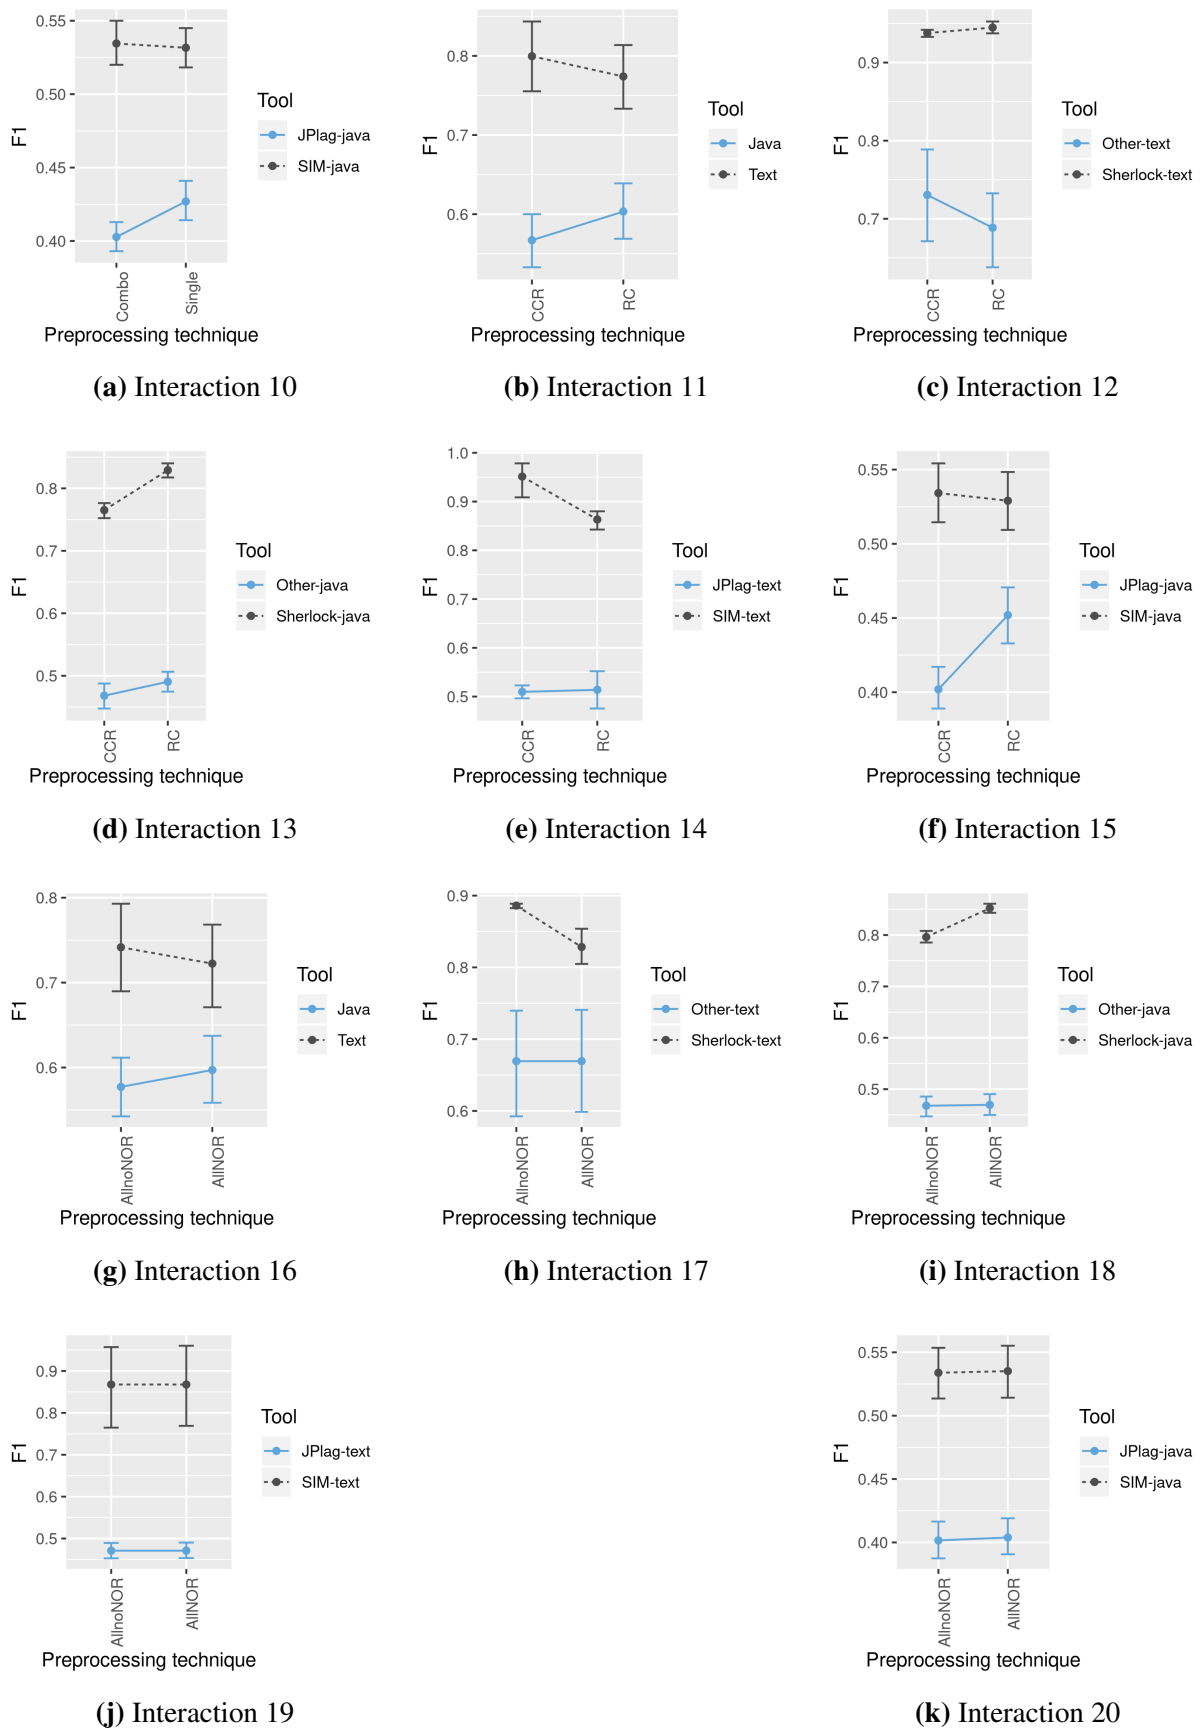 0.55
0.50
0.45
0.40
F1
Combo
Single
Preprocessing technique
Tool
JPlag-java
SIM-java
(a) Interaction 10
0.8
0.7
0.6
F1
CCR
RC
Preprocessing technique
Tool
Java
Text
(b) Interaction 11
0.9
0.8
0.7
F1
CCR
RC
Preprocessing technique
Tool
Other-text
Sherlock-text
(c) Interaction 12
0.8
0.7
0.6
0.5
F1
CCR
RC
Preprocessing technique
Tool
Other-java
Sherlock-java
(d) Interaction 13
1.0
0.9
0.8
0.7
0.6
0.5
F1
CCR
RC
Preprocessing technique
Tool
JPlag-text
SIM-text
(e) Interaction 14
0.55
0.50
0.45
0.40
F1
CCR
RC
Preprocessing technique
Tool
JPlag-java
SIM-java
(f) Interaction 15
0.8
0.7
0.6
F1
AllnoNOR
AllNOR
Preprocessing technique
Tool
Java
Text
(g) Interaction 16
0.9
0.8
0.7
0.6
F1
AllnoNOR
AllNOR
Preprocessing technique
Tool
Other-text
Sherlock-text
(h) Interaction 17
0.8
0.7
0.6
0.5
F1
AllnoNOR
AllNOR
Preprocessing technique
Tool
Other-java
Sherlock-java
(i) Interaction 18
0.9
0.8
0.7
0.6
0.5
F1
AllnoNOR
AllNOR
Preprocessing technique
Tool
JPlag-text
SIM-text
(j) Interaction 19
0.55
0.50
0.45
0.40
F1
AllnoNOR
AllNOR
Preprocessing technique
Tool
JPlag-java
SIM-java
(k) Interaction 20